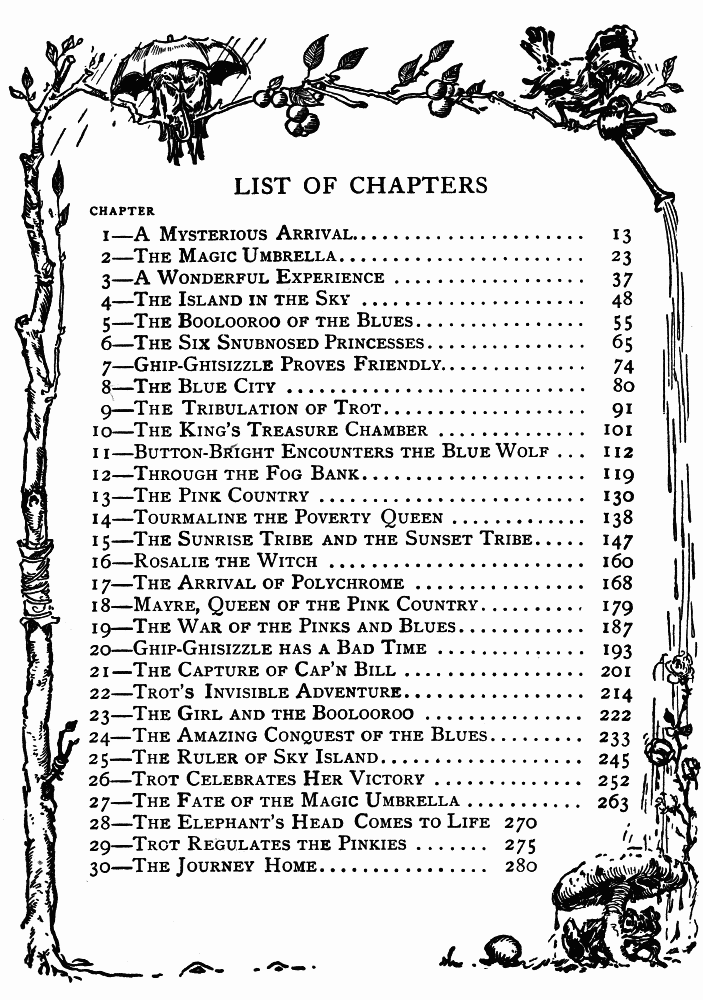 LIST OF CHAPTERS
CHAPTER
1—A Mysterious Arrival........................ 13
2—The Magic Umbrella......................... 23
3—A Wonderful Experience ................... 37
4—The Island in the Sky ...................... 48
5—The Boolooroo of the Blues................. 55
6—The Six Snubnosed Princesses................ 65
7—Ghip-Ghisizzle Proves Friendly.............. 74
8—The Blue City .............................. 80
9—The Tribulation of Trot.................... 91
10—The King's Treasure Chamber .............. 101
11—Button-Bright Encounters the Blue Wolf ... 112
12—Through the Fog Bank...................... 119
13—The Pink Country ......................... 130
14—Tourmaline the Poverty Queen ............ 138
15—The Sunrise Tribe and the Sunset Tribe..... 147
16—Rosalie the Witch ........................ 160
17—The Arrival of Polychrome ................ 168
18—Mayre, Queen of the Pink Country.......... 179
19—The War of the Pinks and Blues............ 187
20—Ghip-Ghisizzle has a Bad Time ............. 193
21—The Capture of Cap'n Bill ................. 201
22—Trot's Invisible Adventure................. 214
23—The Girl and the Boolooroo ............... 222
24—The Amazing Conquest of the Blues......... 233
25—The Ruler of Sky Island.................... 245
26—Trot Celebrates Her Victory ............... 252
27—The Fate of the Magic Umbrella ........... 263
28—The Elephant's Head Comes to Life 270
29—Trot Regulates the Pinkies ....... 275
30—The Journey Home................. 280